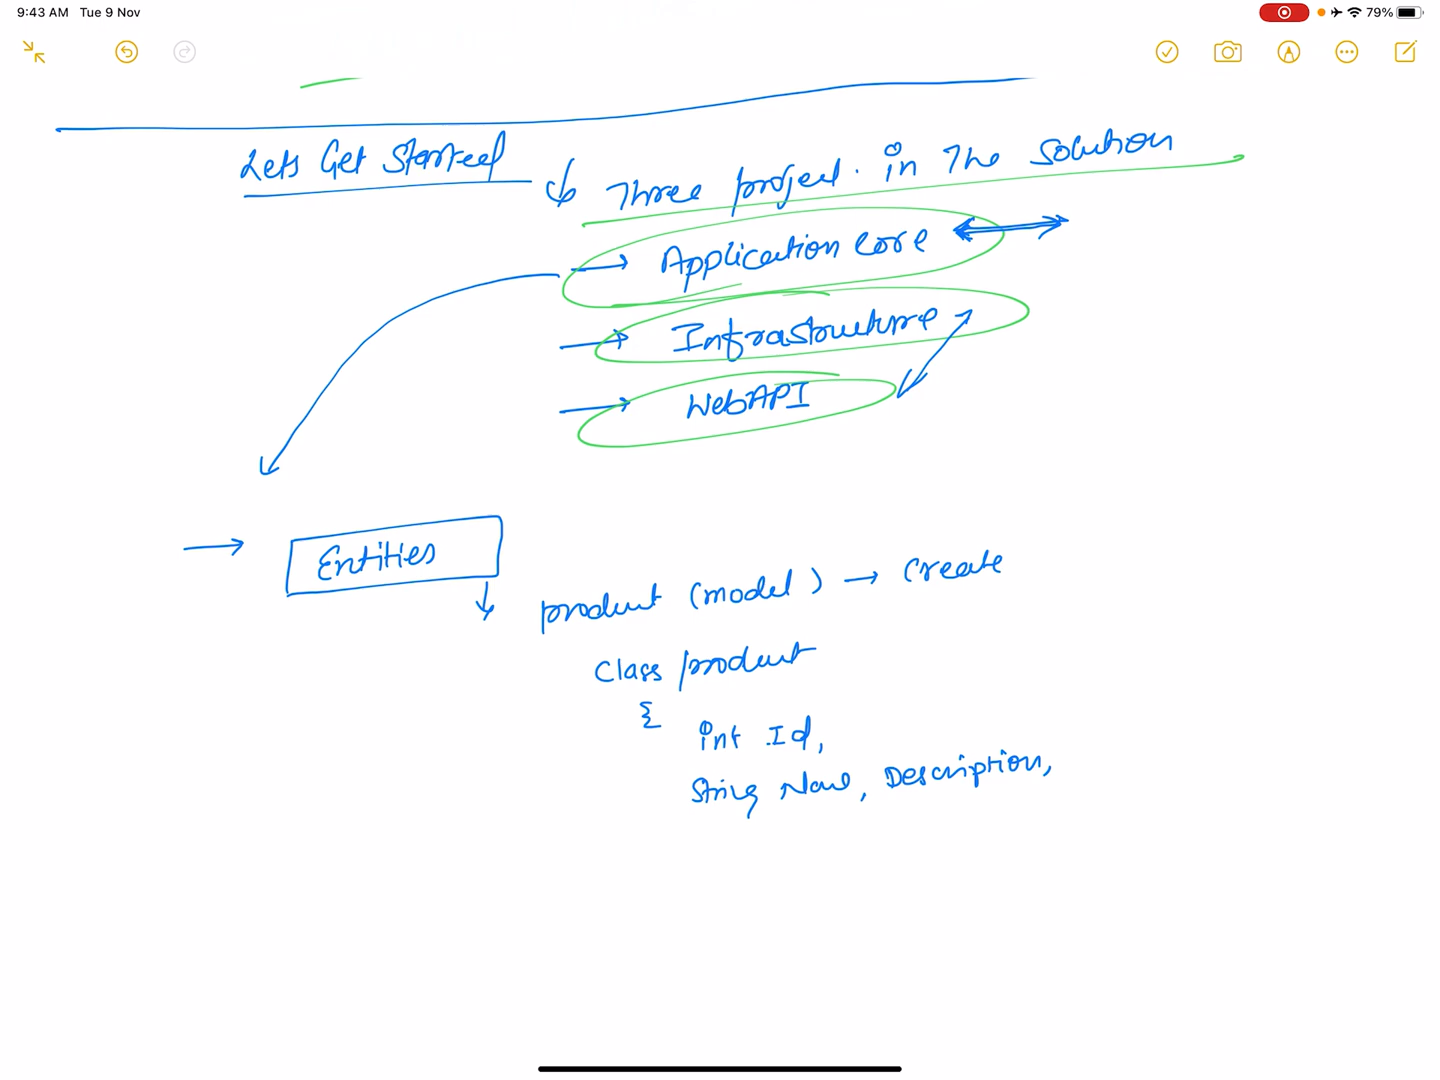 9:43 AM Tue 9 Nov
79%
Lets Get Started
Three project. in The Solution
Application Core
Infrastructure
WebAPI
Entities
product (model) → Create
Class product
{
int Id,
String Name, Description,